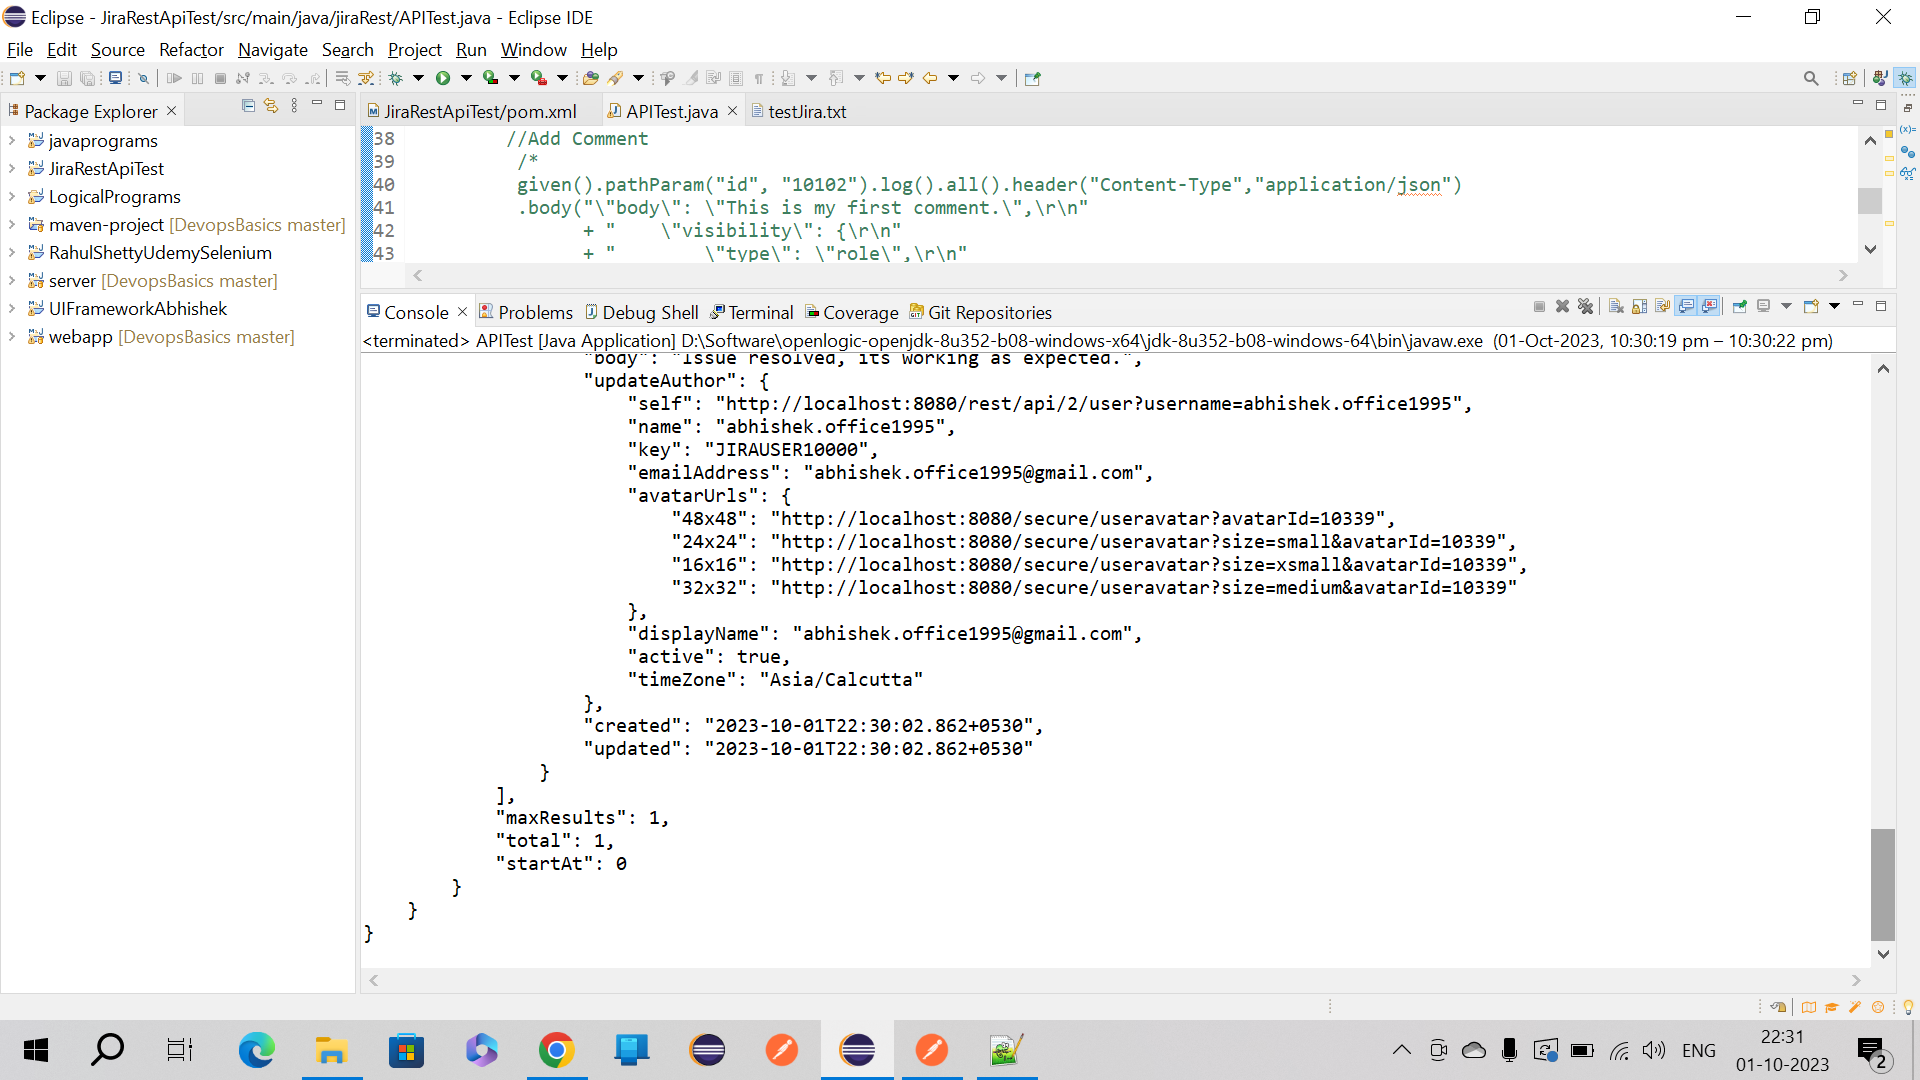 Eclipse - JiraRestApiTest/src/main/java/jiraRest/APITest.java - Eclipse IDE
File Edit Source Refactor Navigate Search Project Run Window Help
Package Explorer
javaprograms
JiraRestApiTest
LogicalPrograms
maven-project [DevopsBasics master]
RahulShettyUdemySelenium
server [DevopsBasics master]
UIFrameworkAbhishek
webapp [DevopsBasics master]
JiraRestApiTest/pom.xml APITest.java testJira.txt
38 //Add Comment
39 /*
40 given().pathParam("id", "10102").log().all().header("Content-Type","application/json")
41 .body("\"body\": \"This is my first comment.\",\r\n"
42 + "    \"visibility\": {\r\n"
43 + "        \"type\": \"role\",\r\n"
Console Problems Debug Shell Terminal Coverage Git Repositories
<terminated> APITest [Java Application] D:\Software\openlogic-openjdk-8u352-b08-windows-x64\jdk-8u352-b08-windows-64\bin\javaw.exe (01-Oct-2023, 10:30:19 pm – 10:30:22 pm)
"body": "Issue resolved, its working as expected.",
"updateAuthor": {
"self": "http://localhost:8080/rest/api/2/user?username=abhishek.office1995",
"name": "abhishek.office1995",
"key": "JIRAUSER10000",
"emailAddress": "abhishek.office1995@gmail.com",
"avatarUrls": {
"48x48": "http://localhost:8080/secure/useravatar?avatarId=10339",
"24x24": "http://localhost:8080/secure/useravatar?size=small&avatarId=10339",
"16x16": "http://localhost:8080/secure/useravatar?size=xsmall&avatarId=10339",
"32x32": "http://localhost:8080/secure/useravatar?size=medium&avatarId=10339"
},
"displayName": "abhishek.office1995@gmail.com",
"active": true,
"timeZone": "Asia/Calcutta"
},
"created": "2023-10-01T22:30:02.862+0530",
"updated": "2023-10-01T22:30:02.862+0530"
}
],
"maxResults": 1,
"total": 1,
"startAt": 0
}
}
}
ENG
22:31
01-10-2023
2